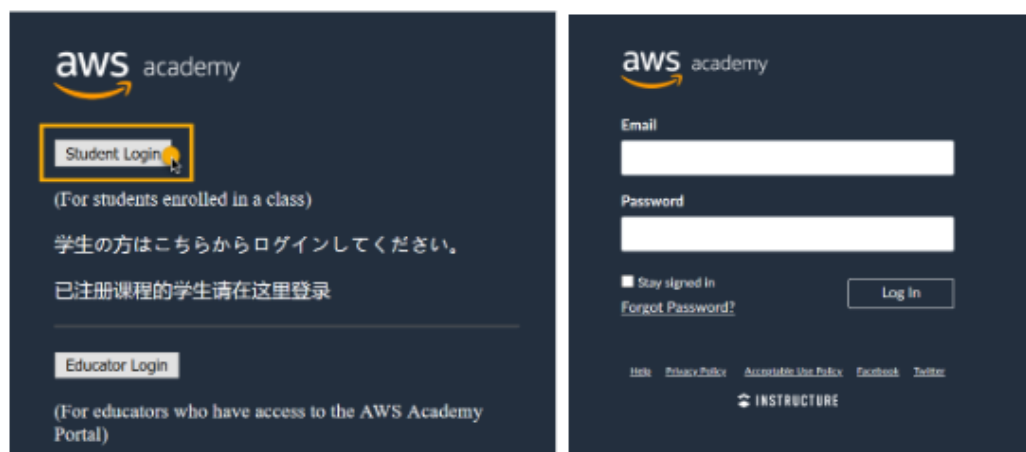 aws academy
Student Login
(For students enrolled in a class)
学生の方はこちらからログインしてください。
已注册课程的学生请在这里登录
Educator Login
(For educators who have access to the AWS Academy
Portal)
aws academy
Email
Password
Stay signed in
Forgot Password?
Log In
Help Privacy Policy Acceptable Use Policy Facebook Twitter
INSTRUCTURE